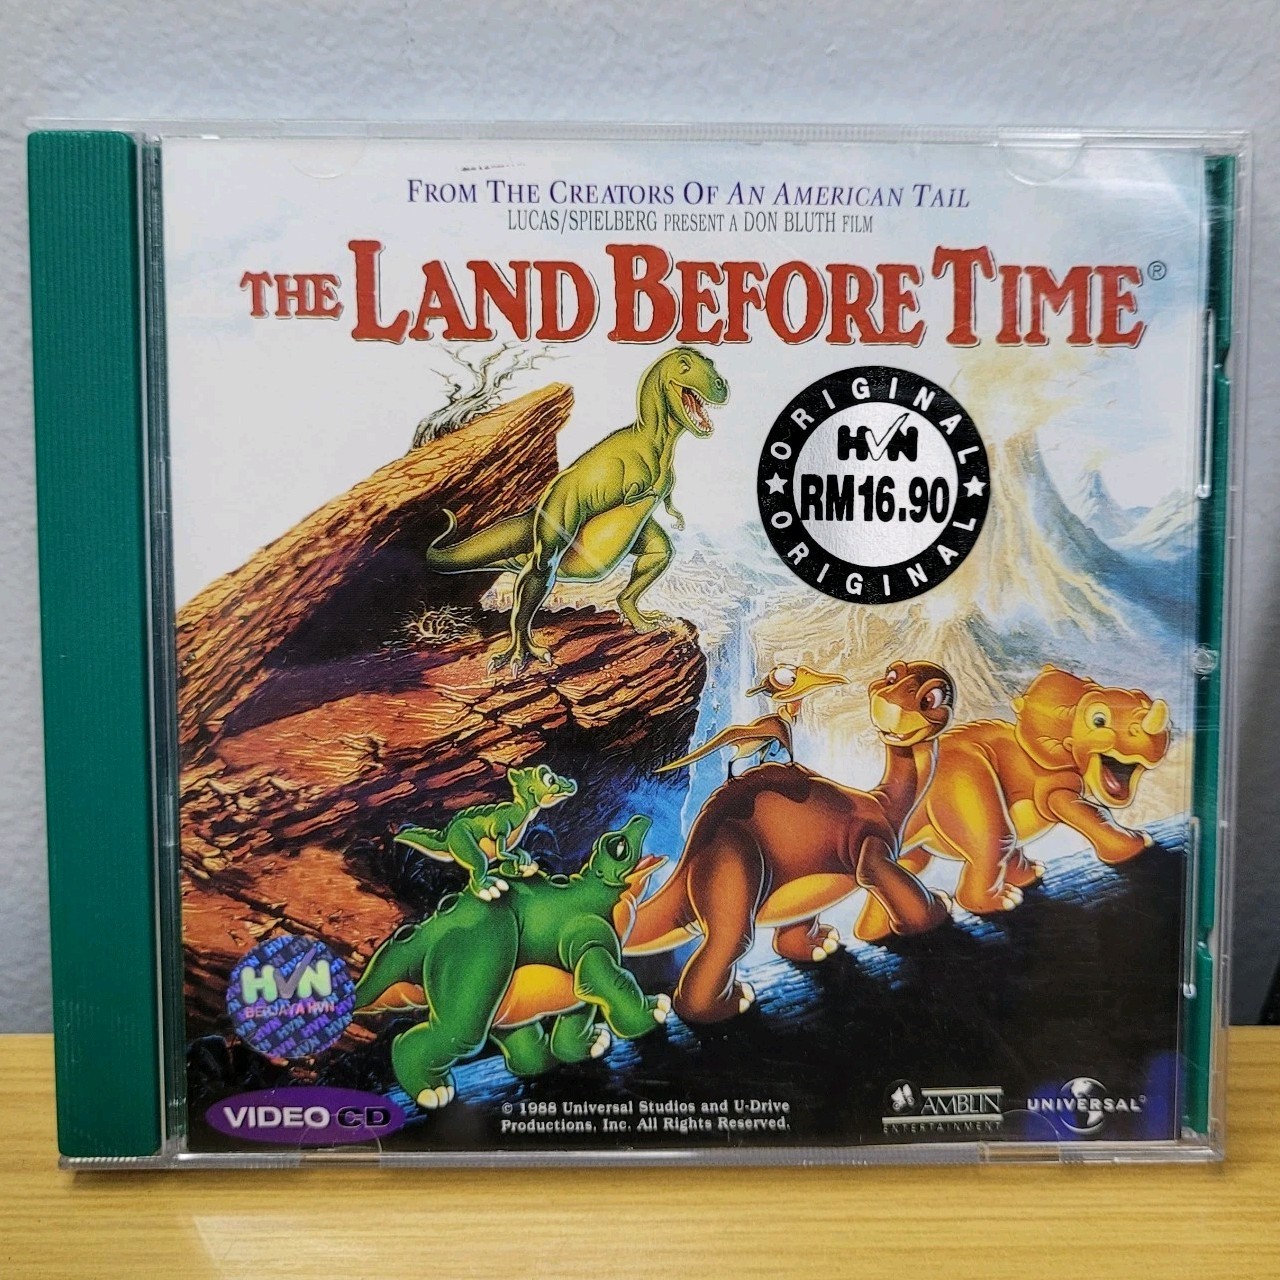 FROM THE CREATORS OF AN AMERICAN TAIL
LUCAS/SPIELBERG PRESENT A DON BLUTH FILM
THE LAND BEFORE TIME®
ORIGINAL
HVN
RM16.90
ORIGINAL
HVN
BERJAYA HVN
VIDEO CD
© 1988 Universal Studios and U-Drive
Productions, Inc. All Rights Reserved.
AMBLIN
ENTERTAINMENT
UNIVERSAL®